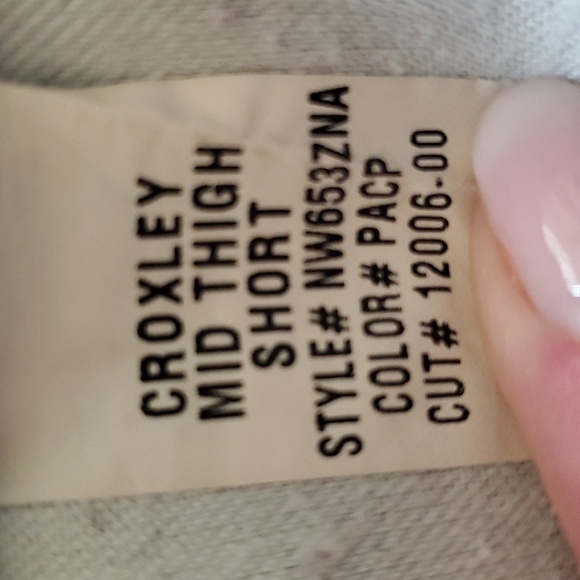 CROXLEY
MID THIGH
SHORT
STYLE# NW653ZNA
COLOR# PACP
CUT# 12006-00